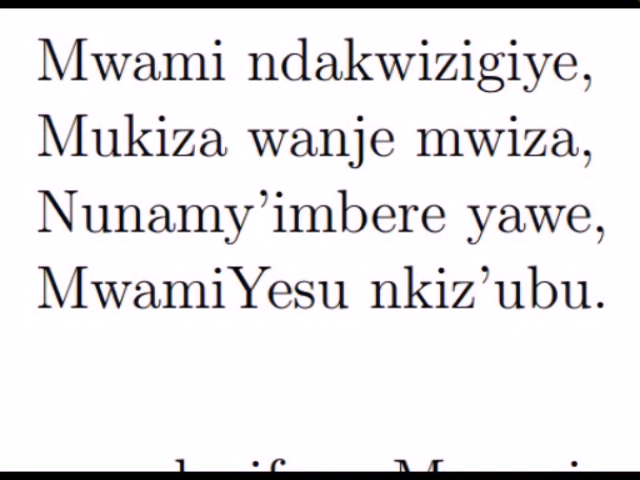 Mwami ndakwizigiye,
Mukiza wanje mwiza,
Nunamy'imbere yawe,
MwamiYesu nkiz'ubu.